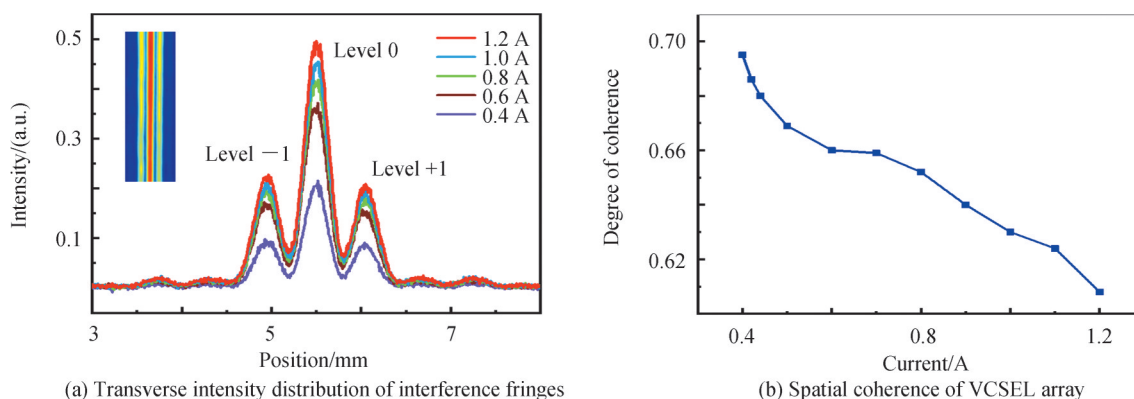 0.5
0.3
0.1
Intensity/(a.u.)
Level 0
Level −1
Level +1
1.2 A
1.0 A
0.8 A
0.6 A
0.4 A
3
5
7
Position/mm
(a) Transverse intensity distribution of interference fringes
0.70
0.66
0.62
Degree of coherence
0.4
0.8
1.2
Current/A
(b) Spatial coherence of VCSEL array